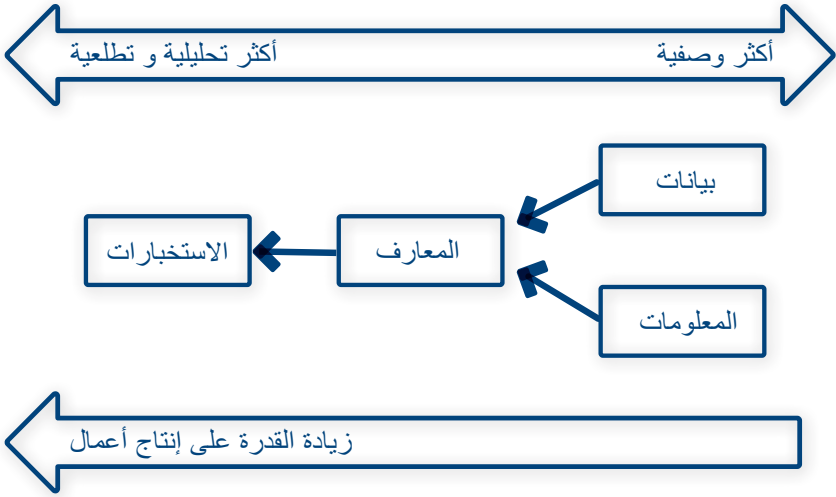 أكثر وصفية
أكثر تحليلية و تطلعية
بيانات
المعارف
الاستخبارات
المعلومات
زيادة القدرة على إنتاج أعمال